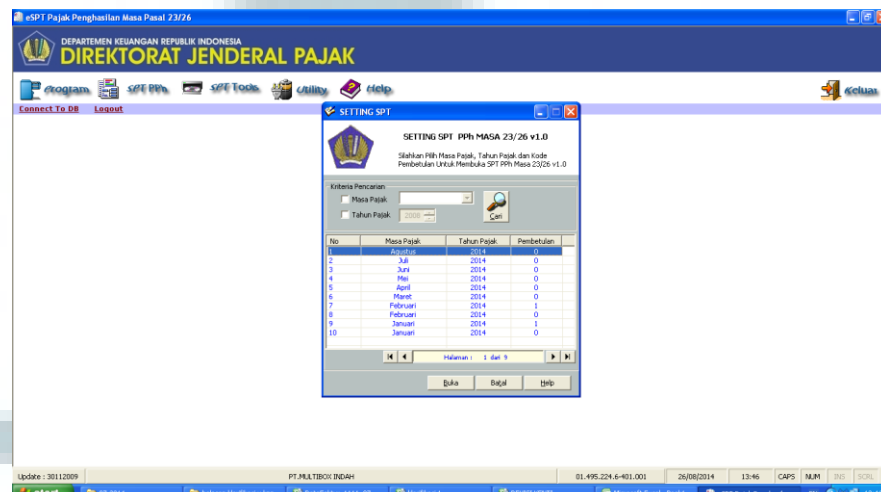 eSPT Pajak Penghasilan Masa Pasal 23/26
DEPARTEMEN KEUANGAN REPUBLIK INDONESIA
DIREKTORAT JENDERAL PAJAK
Program SPT PPh SPT Tools Utility Help Keluar
Connect To DB Logout
SETTING SPT
SETTING SPT PPh MASA 23/26 v1.0
Silahkan Pilih Masa Pajak, Tahun Pajak dan Kode
Pembetulan Untuk Membuka SPT PPh Masa 23/26 v1.0
Kriteria Pencarian
Masa Pajak
Tahun Pajak 2008 Cari
No Masa Pajak Tahun Pajak Pembetulan
1 Agustus 2014 0
2 Juli 2014 0
3 Juni 2014 0
4 Mei 2014 0
5 April 2014 0
6 Maret 2014 0
7 Februari 2014 1
8 Februari 2014 0
9 Januari 2014 1
10 Januari 2014 0
Halaman : 1 dari 9
Buka Batal Help
Update : 30112009 PT.MULTIBOX INDAH 01.495.224.6-401.001 26/08/2014 13:46 CAPS NUM INS SCRL